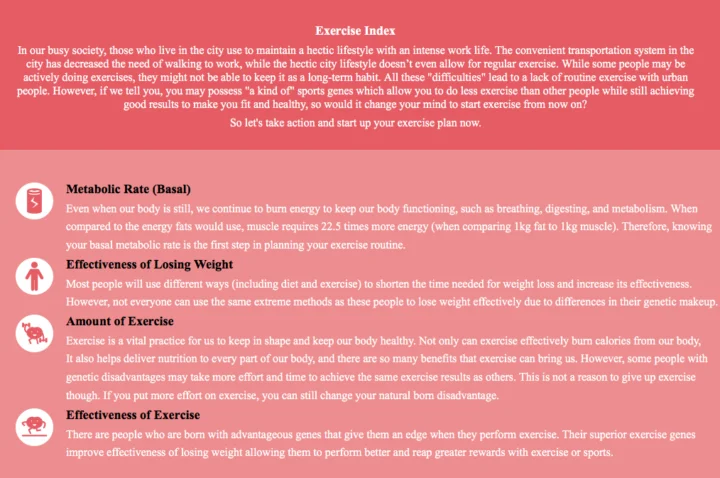 Exercise Index
In our busy society, those who live in the city use to maintain a hectic lifestyle with an intense work life. The convenient transportation system in the
city has decreased the need of walking to work, while the hectic city lifestyle doesn't even allow for regular exercise. While some people may be
actively doing exercises, they might not be able to keep it as a long-term habit. All these "difficulties" lead to a lack of routine exercise with urban
people. However, if we tell you, you may possess "a kind of" sports genes which allow you to do less exercise than other people while still achieving
good results to make you fit and healthy, so would it change your mind to start exercise from now on?
So let's take action and start up your exercise plan now.
Metabolic Rate (Basal)
Even when our body is still, we continue to burn energy to keep our body functioning, such as breathing, digesting, and metabolism. When
compared to the energy fats would use, muscle requires 22.5 times more energy (when comparing 1kg fat to 1kg muscle). Therefore, knowing
your basal metabolic rate is the first step in planning your exercise routine.
Effectiveness of Losing Weight
Most people will use different ways (including diet and exercise) to shorten the time needed for weight loss and increase its effectiveness.
However, not everyone can use the same extreme methods as these people to lose weight effectively due to differences in their genetic makeup.
Amount of Exercise
Exercise is a vital practice for us to keep in shape and keep our body healthy. Not only can exercise effectively burn calories from our body,
It also helps deliver nutrition to every part of our body, and there are so many benefits that exercise can bring us. However, some people with
genetic disadvantages may take more effort and time to achieve the same exercise results as others. This is not a reason to give up exercise
though. If you put more effort on exercise, you can still change your natural born disadvantage.
Effectiveness of Exercise
There are people who are born with advantageous genes that give them an edge when they perform exercise. Their superior exercise genes
improve effectiveness of losing weight allowing them to perform better and reap greater rewards with exercise or sports.